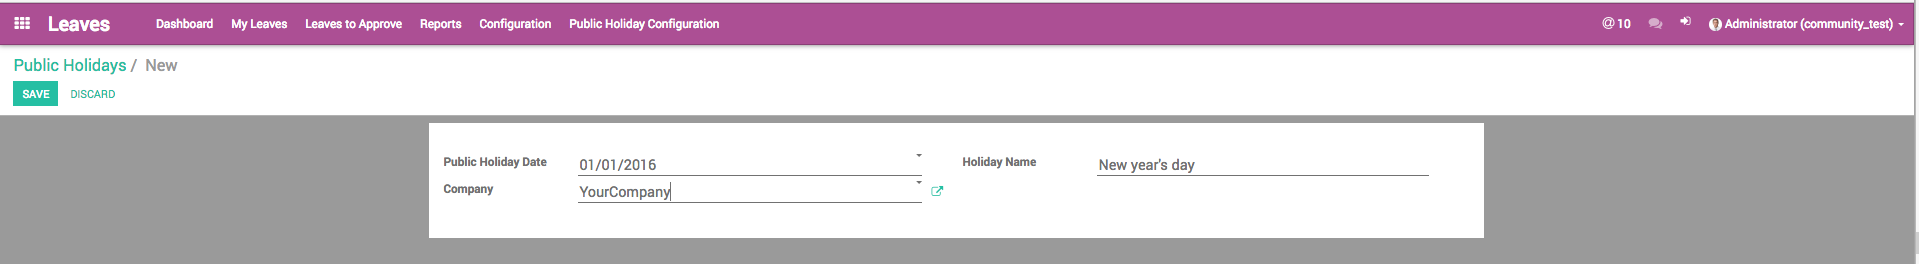 Leaves Dashboard My Leaves Leaves to Approve Reports Configuration Public Holiday Configuration @ 10 Administrator (community_test)
Public Holidays / New
SAVE DISCARD
Public Holiday Date 01/01/2016 Holiday Name New year's day
Company YourCompany